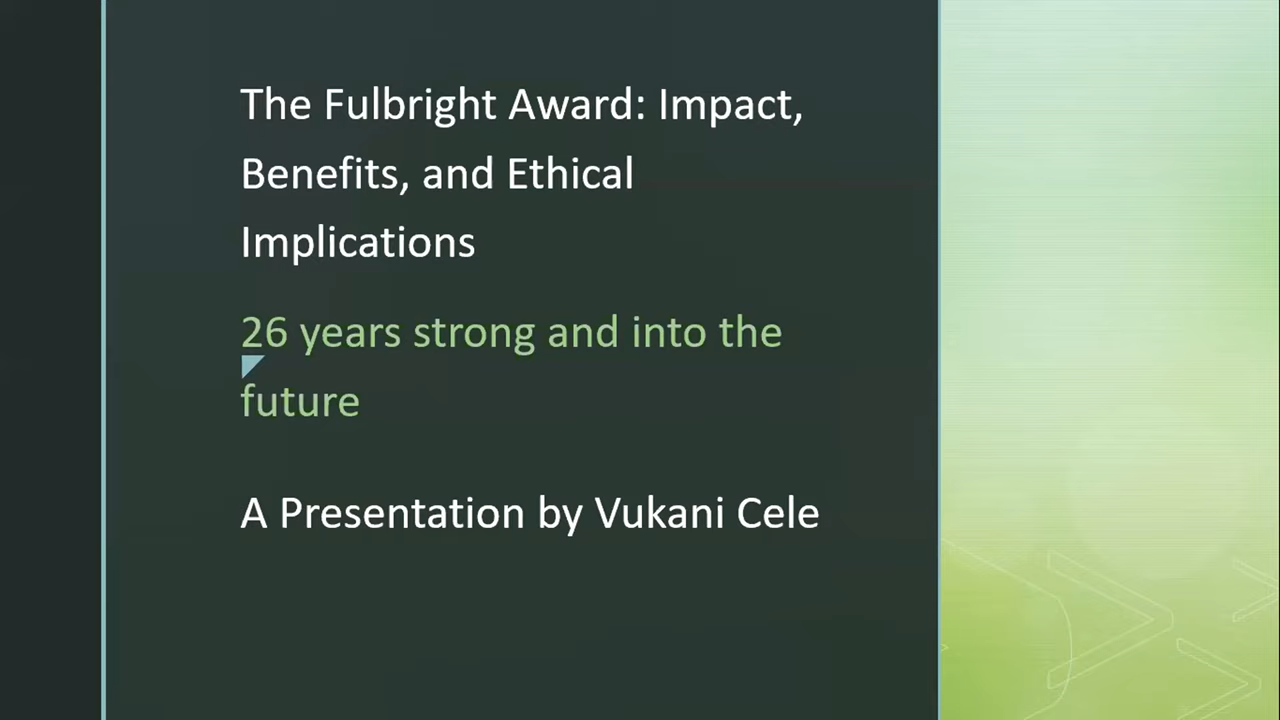 The Fulbright Award: Impact,
Benefits, and Ethical
Implications
26 years strong and into the
future
A Presentation by Vukani Cele